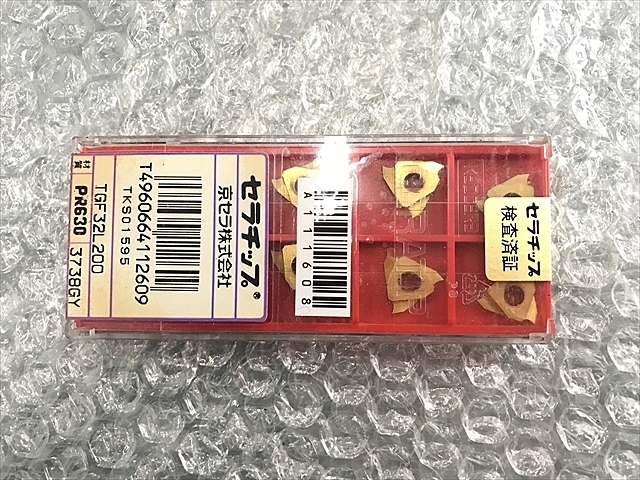 セラチップ®
京セラ株式会社
T4960664112609
TKS01595
TGF32L200
材質 PR630 3738GY
A111608
セラチップ
検査済証